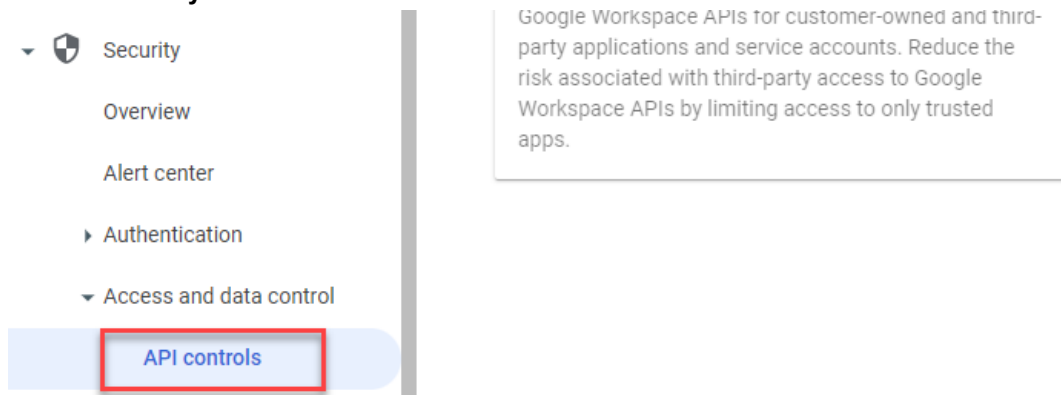 Security
Overview
Alert center
Authentication
Access and data control
API controls
Google Workspace APIs for customer-owned and third-
party applications and service accounts. Reduce the
risk associated with third-party access to Google
Workspace APIs by limiting access to only trusted
apps.